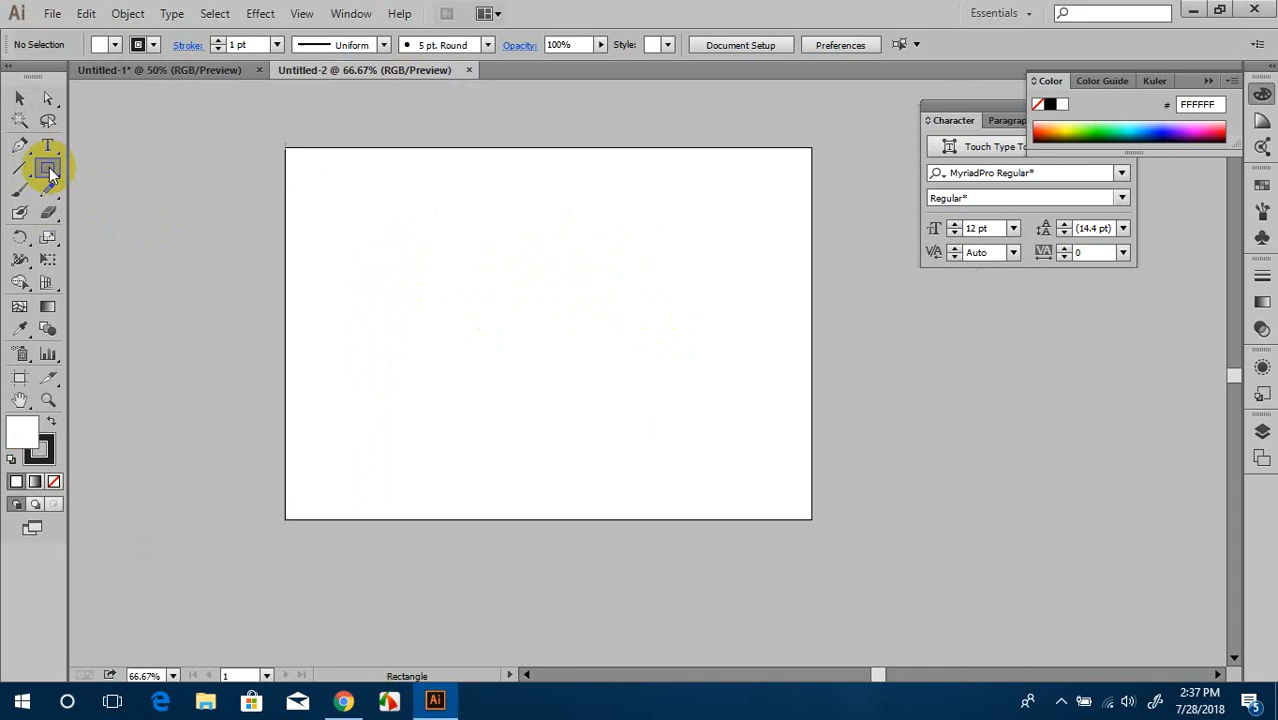 Ai File Edit Object Type Select Effect View Window Help Br Essentials
No Selection Stroke: 1 pt Uniform 5 pt. Round Opacity: 100% Style: Document Setup Preferences
Untitled-1* @ 50% (RGB/Preview) × Untitled-2 @ 66.67% (RGB/Preview) ×
Color Color Guide Kuler
# FFFFFF
Character Paragrap
Touch Type To
MyriadPro Regular*
Regular*
12 pt (14.4 pt)
Auto 0
66.67% 1 Rectangle
Ai 2:37 PM
7/28/2018 5